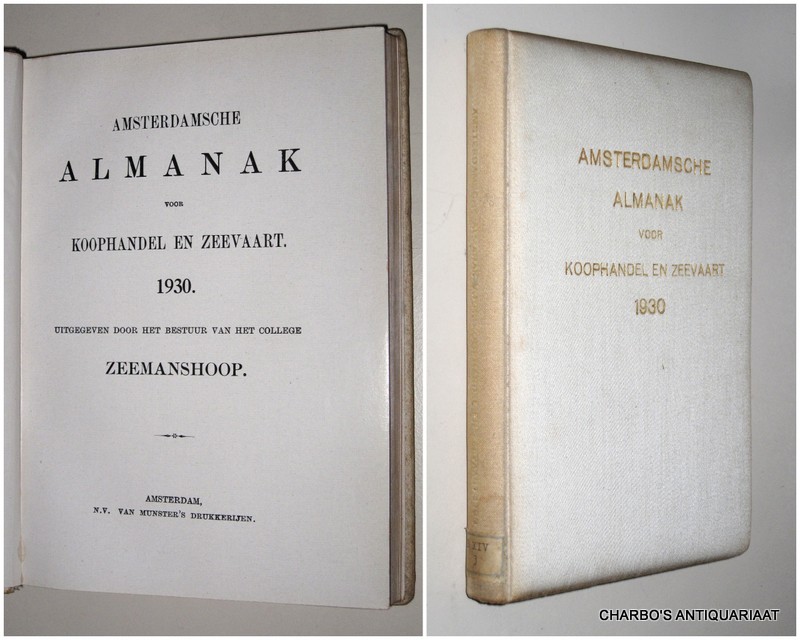 AMSTERDAMSCHE
ALMANAK
VOOR
KOOPHANDEL EN ZEEVAART.
1930.
UITGEGEVEN DOOR HET BESTUUR VAN HET COLLEGE
ZEEMANSHOOP.
AMSTERDAM,
N.V. VAN MUNSTER'S DRUKKERIJEN.
AMSTERDAMSCHE
ALMANAK
VOOR
KOOPHANDEL EN ZEEVAART
1930
CHARBO'S ANTIQUARIAAT